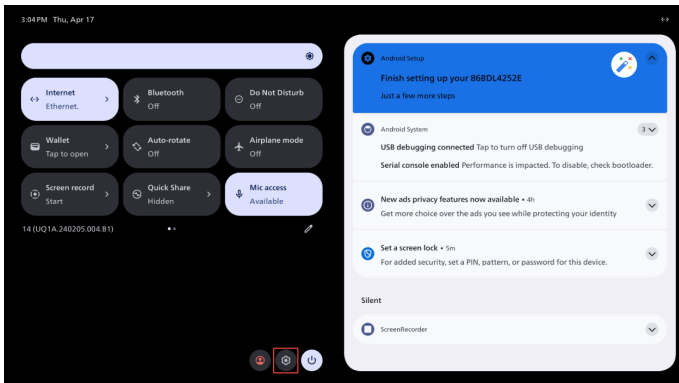 3:04 PM Thu, Apr 17
Internet
Ethernet.
Bluetooth
Off
Do Not Disturb
Off
Wallet
Tap to open
Auto-rotate
Off
Airplane mode
Off
Screen record
Start
Quick Share
Hidden
Mic access
Available
14 (UQ1A.240205.004.B1)
Android Setup
Finish setting up your 86BDL4252E
Just a few more steps
Android System
3
USB debugging connected Tap to turn off USB debugging
Serial console enabled Performance is impacted. To disable, check bootloader.
New ads privacy features now available • 4h
Get more choice over the ads you see while protecting your identity
Set a screen lock • 5m
For added security, set a PIN, pattern, or password for this device.
Silent
ScreenRecorder